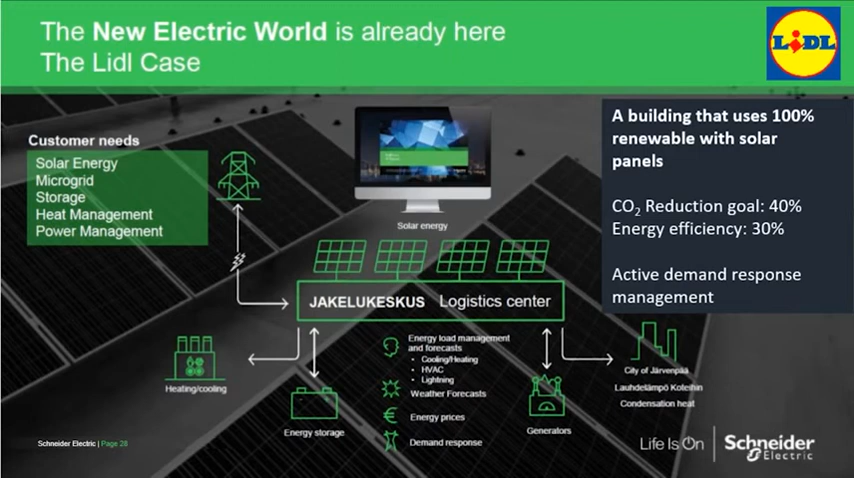 The New Electric World is already here
The Lidl Case
LiDL
Customer needs
Solar Energy
Microgrid
Storage
Heat Management
Power Management
Solar energy
A building that uses 100%
renewable with solar
panels
CO₂ Reduction goal: 40%
Energy efficiency: 30%
Active demand response
management
JAKELUKESKUS Logistics center
Heating/cooling
Energy storage
Energy load management
and forecasts
• Cooling/Heating
• HVAC
• Lightning
Weather Forecasts
€ Energy prices
Demand response
Generators
City of Järvenpää
Lauhdelämpö Koteihin
Condensation heat
Schneider Electric | Page 28
Life Is On
Schneider
Electric